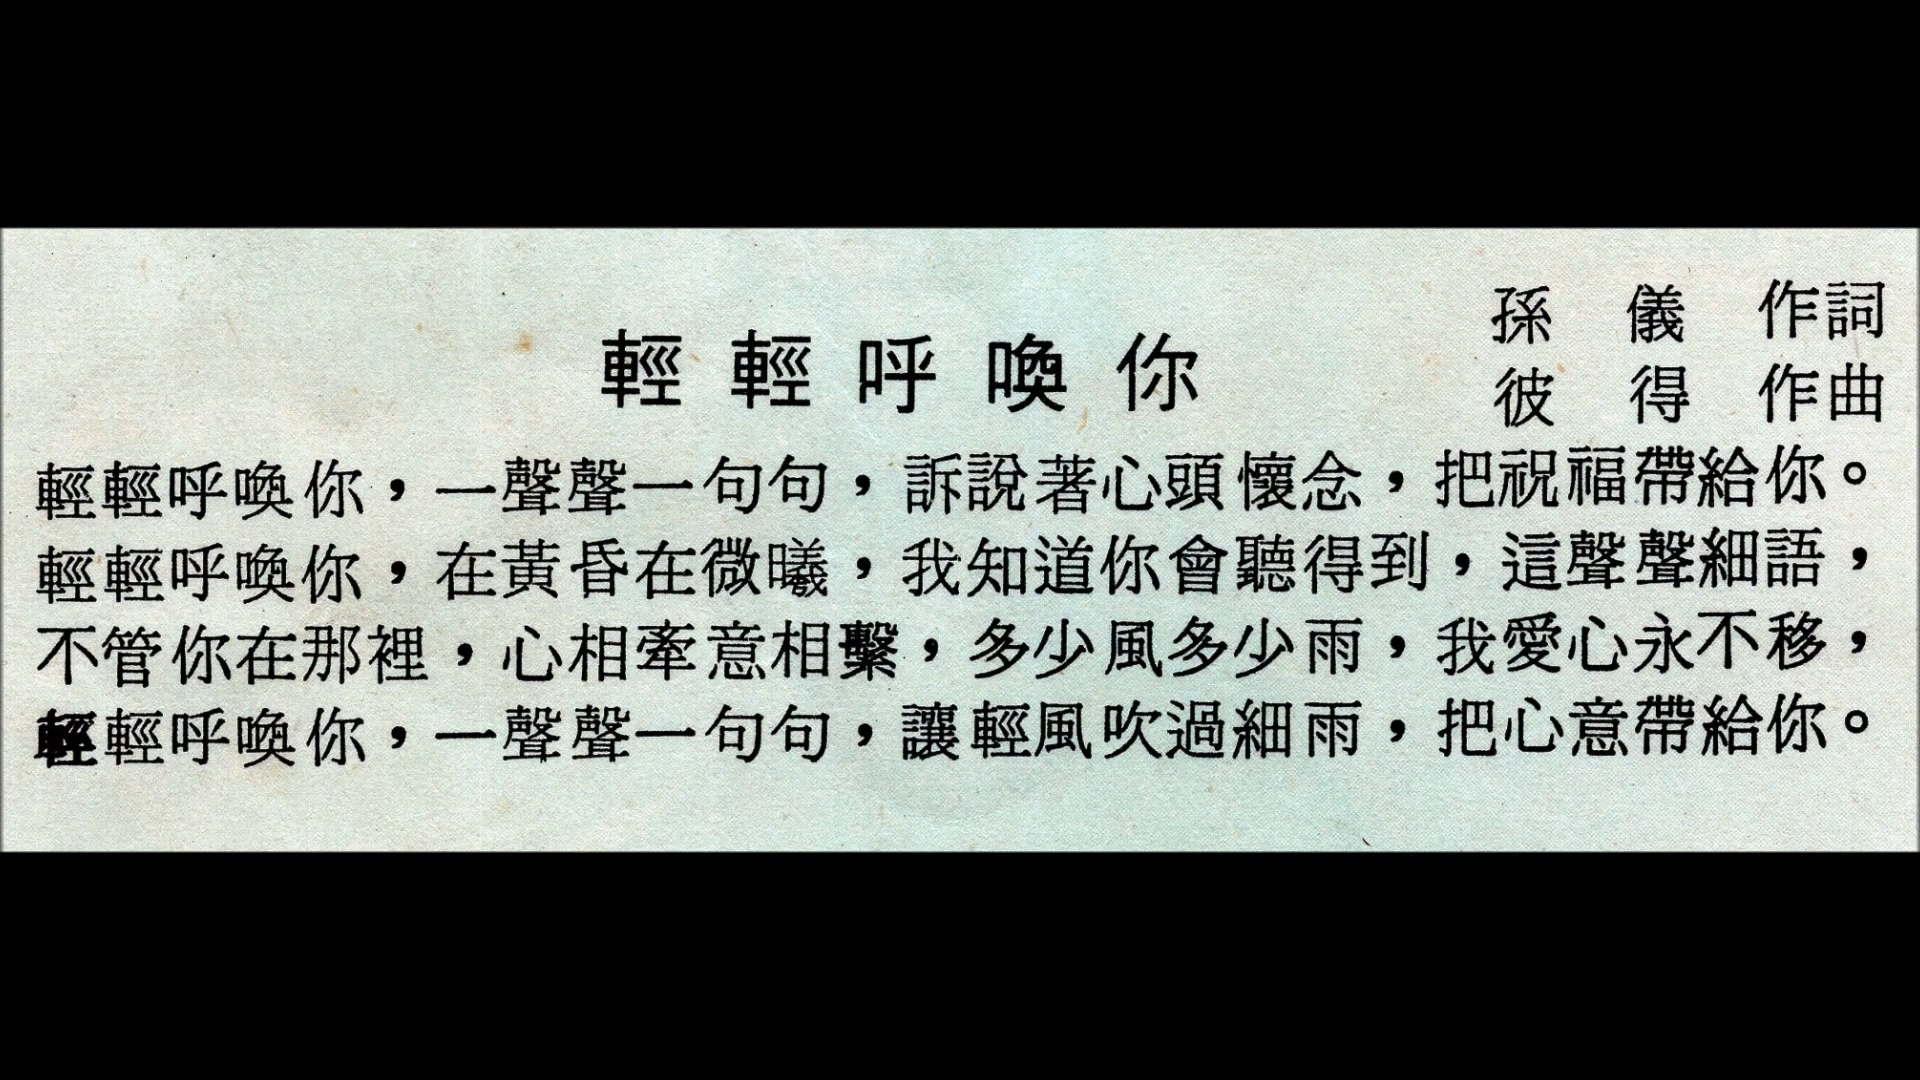 孫儀作詞
輕輕呼喚你
彼得作曲
輕輕呼喚你，一聲聲一句句，訴說著心頭懷念，把祝福帶給你。
輕輕呼喚你，在黃昏在微曦，我知道你會聽得到，這聲聲細語，
不管你在那裡，心相牽意相繫，多少風多少雨，我愛心永不移，
輕輕呼喚你，一聲聲一句句，讓輕風吹過細雨，把心意帶給你。